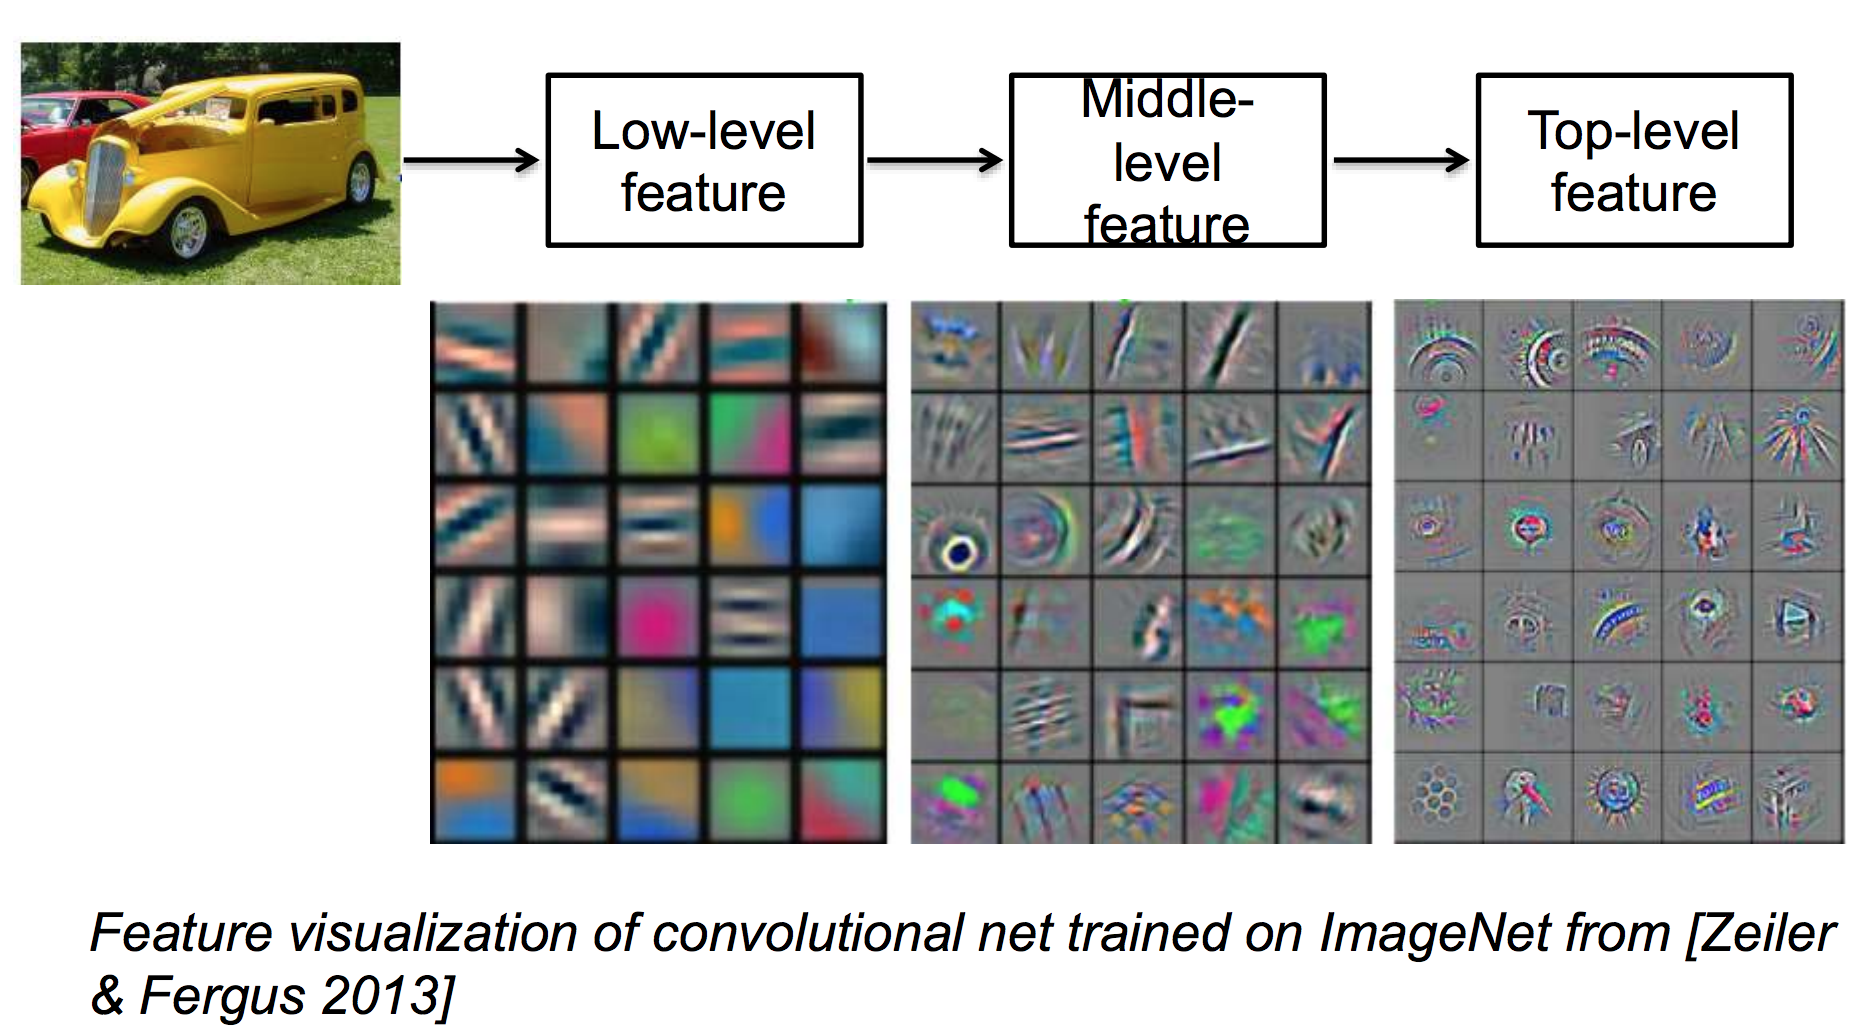 Low-level
feature
Middle-
level
feature
Top-level
feature
Feature visualization of convolutional net trained on ImageNet from [Zeiler
& Fergus 2013]